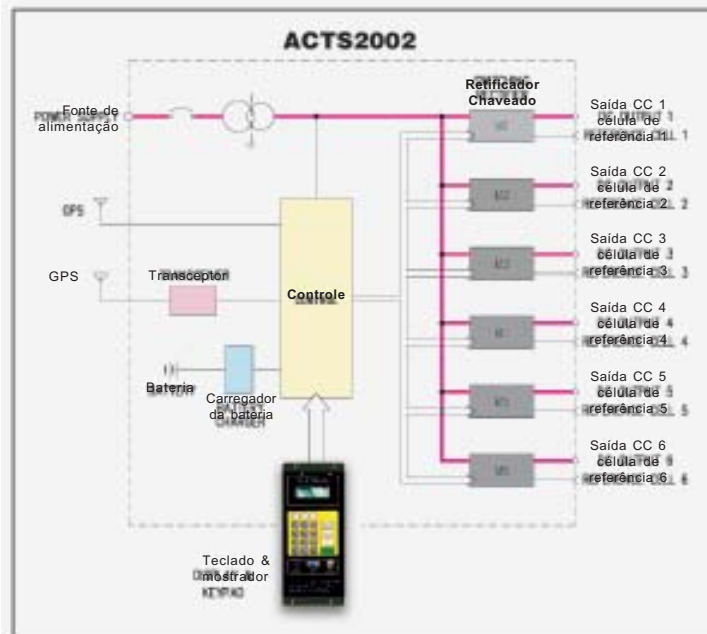 ACTS2002
Fonte de
alimentação
Retificador
Chaveado
Saída CC 1
célula de
referência 1
Saída CC 2
célula de
referência 2
GPS
Saída CC 3
célula de
referência 3
GPS
Transceptor
Controle
Saída CC 4
célula de
referência 4
Bateria
Carregador
da bateria
Saída CC 5
célula de
referência 5
Saída CC 6
célula de
referência 6
Teclado &
mostrador
KEYPAD